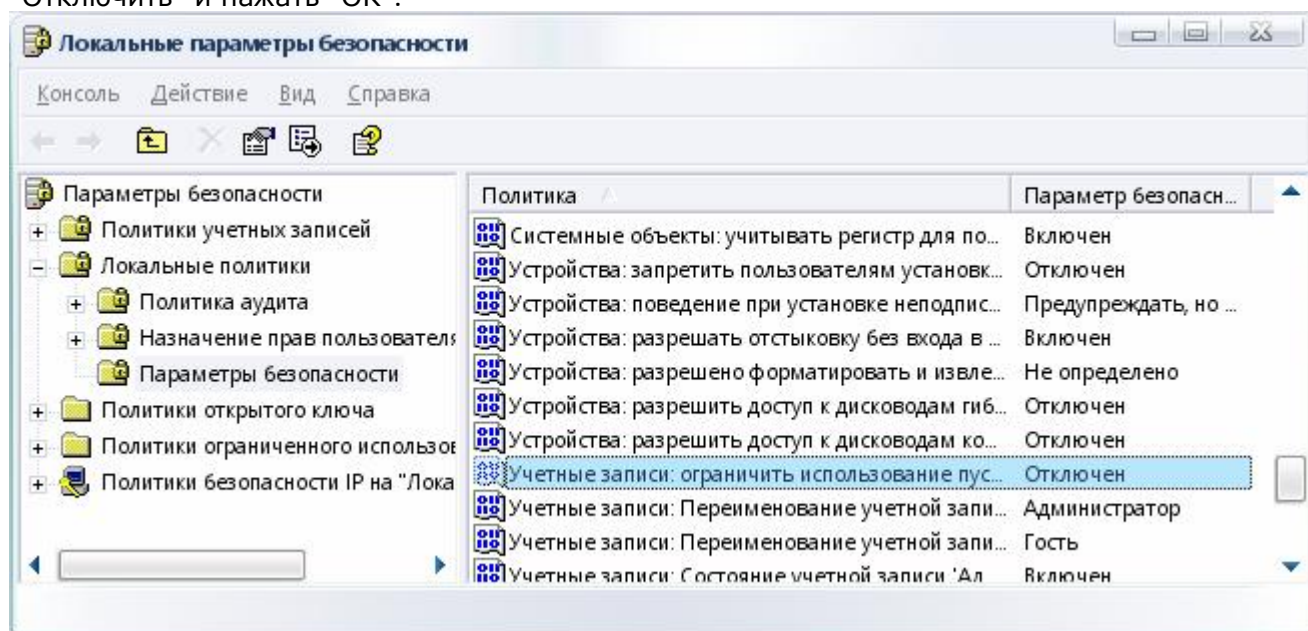 "Отключить" и нажать "ОК".
Локальные параметры безопасности
Консоль Действие Вид Справка
Параметры безопасности
Политики учетных записей
Локальные политики
Политика аудита
Назначение прав пользователя
Параметры безопасности
Политики открытого ключа
Политики ограниченного использов
Политики безопасности IP на "Лока
Политика Параметр безопасн...
Системные объекты: учитывать регистр для по... Включен
Устройства: запретить пользователям установк... Отключен
Устройства: поведение при установке неподпис... Предупреждать, но ...
Устройства: разрешать отстыковку без входа в ... Включен
Устройства: разрешено форматировать и извле... Не определено
Устройства: разрешить доступ к дисководам гиб... Отключен
Устройства: разрешить доступ к дисководам ко... Отключен
Учетные записи: ограничить использование пус... Отключен
Учетные записи: Переименование учетной запи... Администратор
Учетные записи: Переименование учетной запи... Гость
Учетные записи: Состояние учетной записи 'Ад Включен